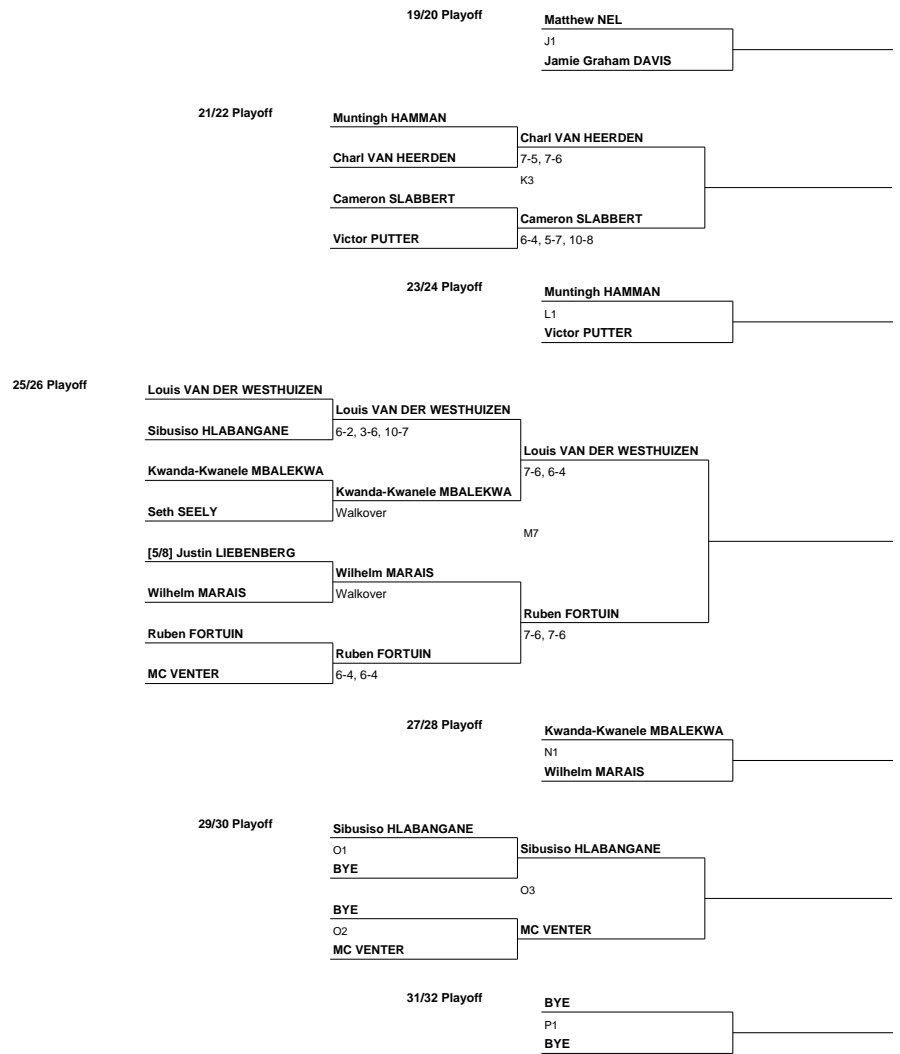 19/20 Playoff
Matthew NEL
J1
Jamie Graham DAVIS
21/22 Playoff
Muntingh HAMMAN
Charl VAN HEERDEN
Charl VAN HEERDEN
7-5, 7-6
K3
Cameron SLABBERT
Cameron SLABBERT
Victor PUTTER
6-4, 5-7, 10-8
23/24 Playoff
Muntingh HAMMAN
L1
Victor PUTTER
25/26 Playoff
Louis VAN DER WESTHUIZEN
Louis VAN DER WESTHUIZEN
Sibusiso HLABANGANE
6-2, 3-6, 10-7
Louis VAN DER WESTHUIZEN
Kwanda-Kwanele MBALEKWA
7-6, 6-4
Kwanda-Kwanele MBALEKWA
Seth SEELY
Walkover
M7
[5/8] Justin LIEBENBERG
Wilhelm MARAIS
Wilhelm MARAIS
Walkover
Ruben FORTUIN
Ruben FORTUIN
7-6, 7-6
Ruben FORTUIN
MC VENTER
6-4, 6-4
27/28 Playoff
Kwanda-Kwanele MBALEKWA
N1
Wilhelm MARAIS
29/30 Playoff
Sibusiso HLABANGANE
O1
Sibusiso HLABANGANE
BYE
O3
BYE
O2
MC VENTER
MC VENTER
31/32 Playoff
BYE
P1
BYE